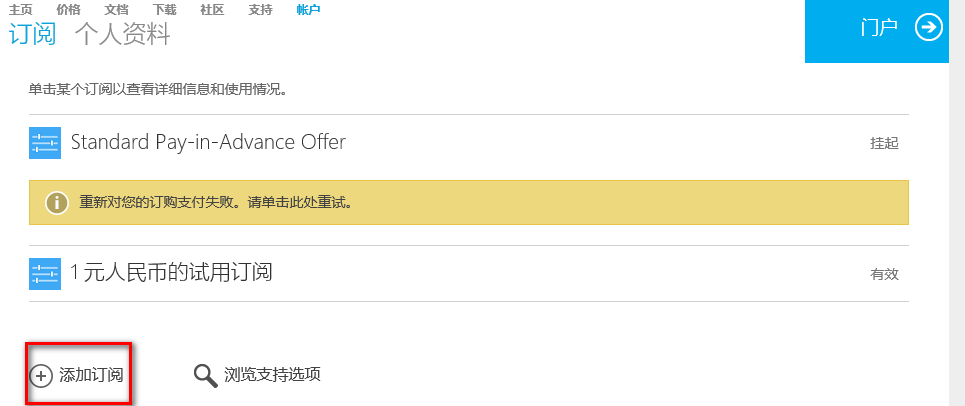 主页 价格 文档 下载 社区 支持 帐户
订阅 个人资料
门户
单击某个订阅以查看详细信息和使用情况。
Standard Pay-in-Advance Offer 挂起
重新对您的订购支付失败。请单击此处重试。
1 元人民币的试用订阅 有效
添加订阅 浏览支持选项